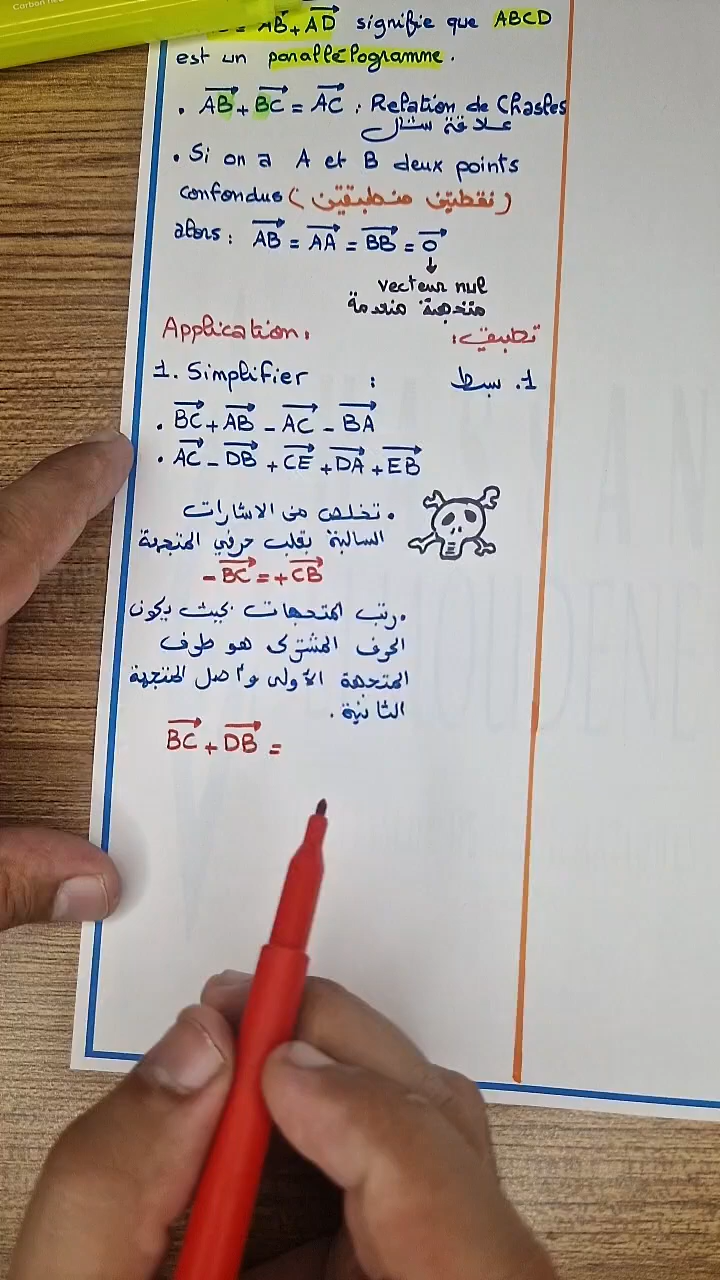 AB + AD signifie que ABCD
est un parallélogramme.
. AB + BC = AC : Relation de Chasles
علاقة شال
. Si on a A et B deux points
confondus (نقطتين منطبقتين)
alors : AB = AA = BB = 0
vecteur nul
متجهة منعدمة
Application : تطبيق:
1. Simplifier : 1. بسط
. BC + AB - AC - BA
. AC - DB + CE + DA + EB
. تخلص من الاشارات
السالبة بقلب حرفي المتجهة
- BC = + CB
. رتب المتجهات بحيث يكون
الحرف المشترك هو طرف
المتجهة الأولى وأصل المتجهة
الثانية.
BC + DB =